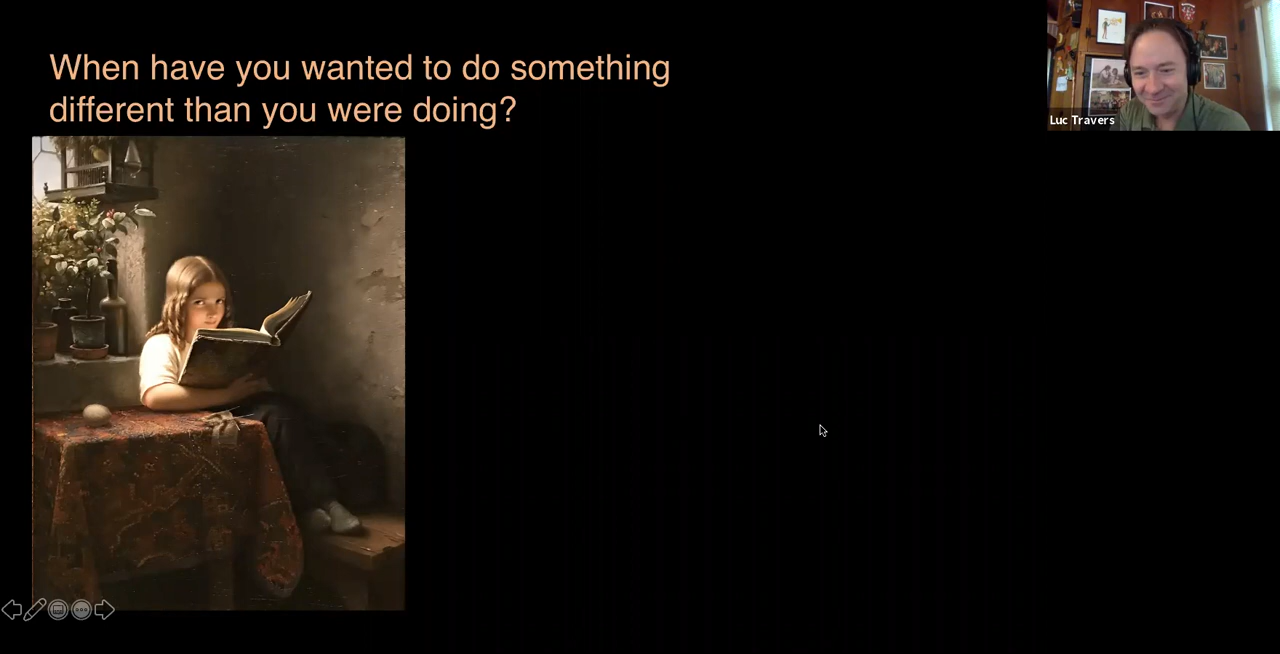 When have you wanted to do something
different than you were doing?
Luc Travers